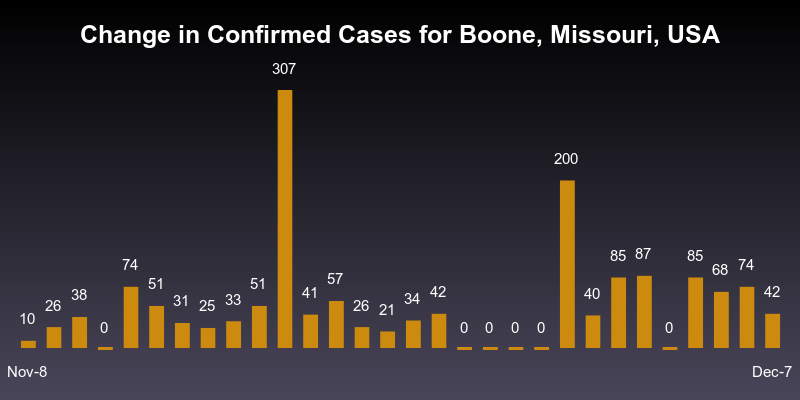 Change in Confirmed Cases for Boone, Missouri, USA
10 26 38 0 74 51 31 25 33 51 307 41 57 26 21 34 42 0 0 0 0 200 40 85 87 0 85 68 74 42
Nov-8 Dec-7